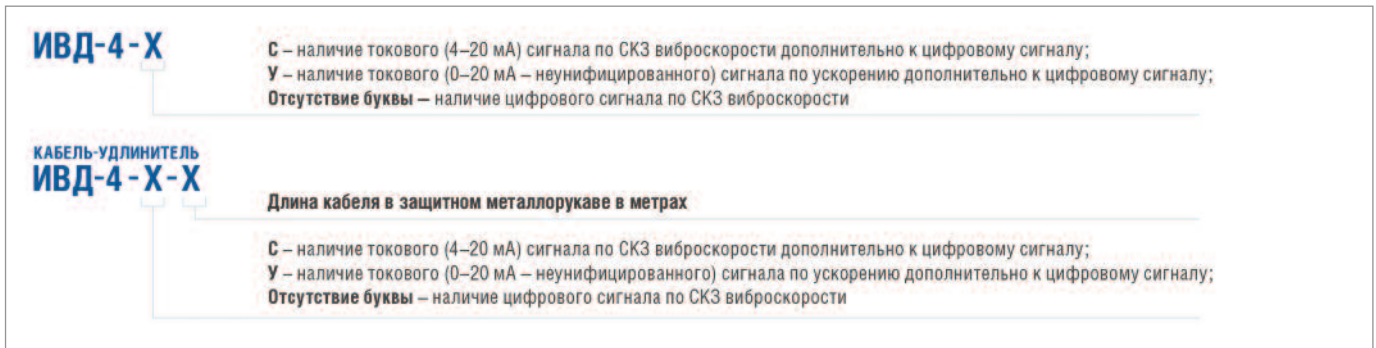 ИВД-4-Х
С – наличие токового (4–20 мА) сигнала по СКЗ виброскорости дополнительно к цифровому сигналу;
У – наличие токового (0–20 мА – неунифицированного) сигнала по ускорению дополнительно к цифровому сигналу;
Отсутствие буквы — наличие цифрового сигнала по СКЗ виброскорости
КАБЕЛЬ-УДЛИНИТЕЛЬ
ИВД-4-Х-Х
Длина кабеля в защитном металлорукаве в метрах
С – наличие токового (4–20 мА) сигнала по СКЗ виброскорости дополнительно к цифровому сигналу;
У – наличие токового (0–20 мА – неунифицированного) сигнала по ускорению дополнительно к цифровому сигналу;
Отсутствие буквы – наличие цифрового сигнала по СКЗ виброскорости